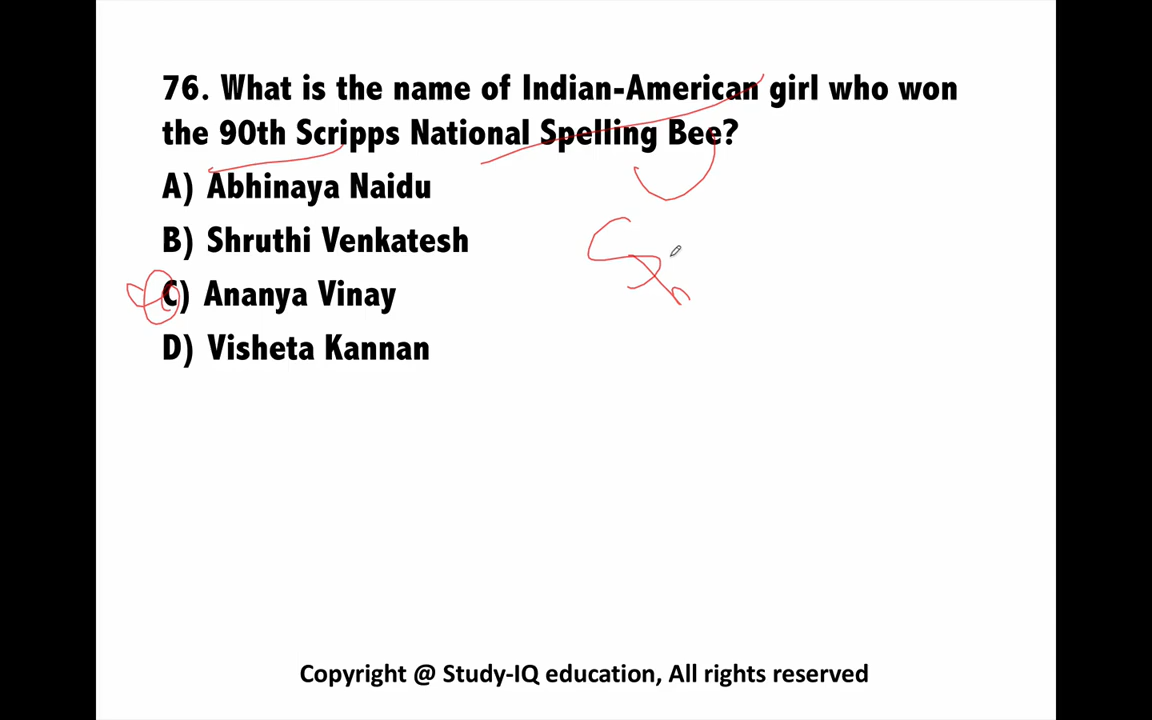 76. What is the name of Indian-American girl who won
the 90th Scripps National Spelling Bee?
A) Abhinaya Naidu
B) Shruthi Venkatesh
C) Ananya Vinay
D) Visheta Kannan
Copyright @ Study-IQ education, All rights reserved